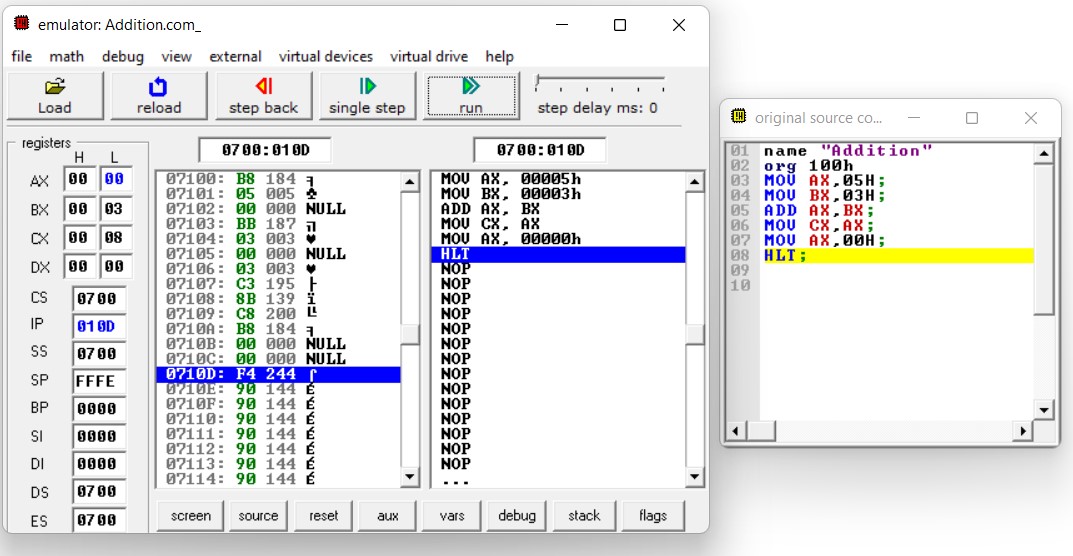 emulator: Addition.com_
file math debug view external virtual devices virtual drive help
Load reload step back single step run step delay ms: 0
registers
H L
AX 00 00
BX 00 03
CX 00 08
DX 00 00
CS 0700
IP 010D
SS 0700
SP FFFE
BP 0000
SI 0000
DI 0000
DS 0700
ES 0700
0700:010D
07100: B8 184 ╕
07101: 05 005 ♣
07102: 00 000 NULL
07103: BB 187 ╗
07104: 03 003 ♥
07105: 00 000 NULL
07106: 03 003 ♥
07107: C3 195 ├
07108: 8B 139 ï
07109: C8 200 ╚
0710A: B8 184 ╕
0710B: 00 000 NULL
0710C: 00 000 NULL
0710D: F4 244 ⌠
0710E: 90 144 É
0710F: 90 144 É
07110: 90 144 É
07111: 90 144 É
07112: 90 144 É
07113: 90 144 É
07114: 90 144 É
0700:010D
MOV AX, 00005h
MOV BX, 00003h
ADD AX, BX
MOV CX, AX
MOV AX, 00000h
HLT
NOP
NOP
NOP
NOP
NOP
NOP
NOP
NOP
NOP
NOP
NOP
NOP
NOP
NOP
...
screen source reset aux vars debug stack flags
original source co...
01 name "Addition"
02 org 100h
03 MOV AX,05H;
04 MOV BX,03H;
05 ADD AX,BX;
06 MOV CX,AX;
07 MOV AX,00H;
08 HLT;
09
10